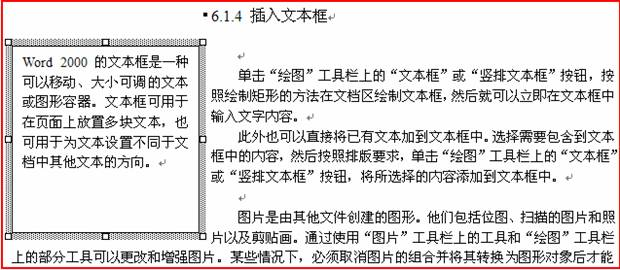 6.1.4 插入文本框
Word 2000 的文本框是一种
可以移动、大小可调的文本
或图形容器。文本框可用于
在页面上放置多块文本，也
可用于为文本设置不同于文
档中其他文本的方向。
单击“绘图”工具栏上的“文本框”或“竖排文本框”按钮，按
照绘制矩形的方法在文档区绘制文本框，然后就可以立即在文本框中
输入文字内容。
此外也可以直接将已有文本加到文本框中。选择需要包含到文本
框中的内容，然后按照排版要求，单击“绘图”工具栏上的“文本框”
或“竖排文本框”按钮，将所选择的内容添加到文本框中。
图片是由其他文件创建的图形。他们包括位图、扫描的图片和照
片以及剪贴画。通过使用“图片”工具栏上的工具和“绘图”工具栏
上的部分工具可以更改和增强图片。某些情况下，必须取消图片的组合并将其转换为图形对象后才能